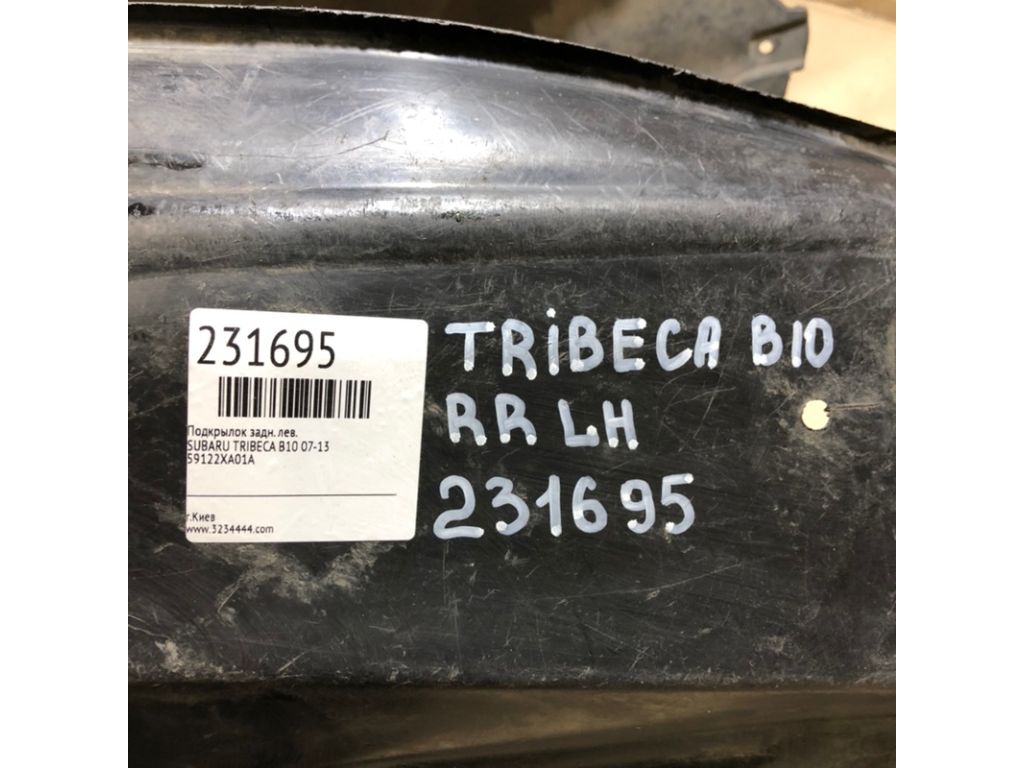 231695
Подкрылок задн. лев.
SUBARU TRIBECA B10 07-13
59122XA01A
г.Киев
www.3234444.com
TRiBECA B10
RR LH
231695